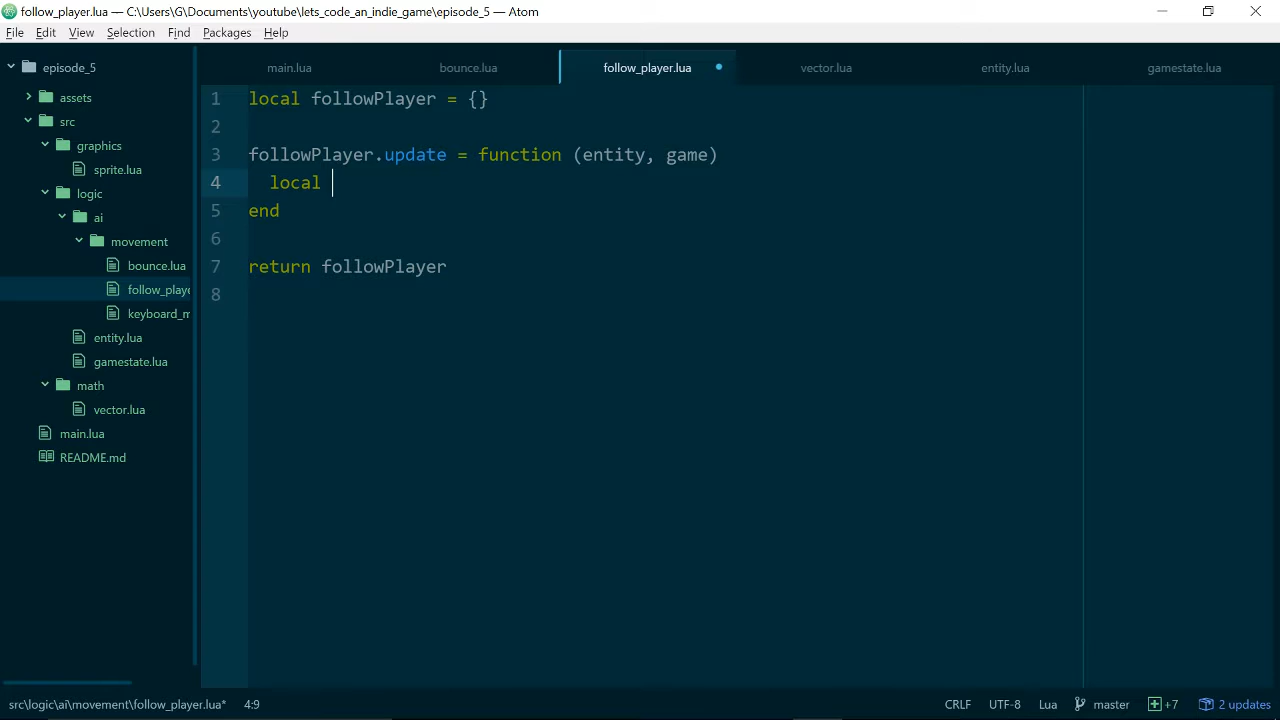 follow_player.lua — C:\Users\G\Documents\youtube\lets_code_an_indie_game\episode_5 — Atom
File Edit View Selection Find Packages Help
episode_5
assets
src
graphics
sprite.lua
logic
ai
movement
bounce.lua
follow_playe
keyboard_m
entity.lua
gamestate.lua
math
vector.lua
main.lua
README.md
main.lua bounce.lua follow_player.lua vector.lua entity.lua gamestate.lua
1 local followPlayer = {}
2
3 followPlayer.update = function (entity, game)
4 local
5 end
6
7 return followPlayer
8
src\logic\ai\movement\follow_player.lua* 4:9 CRLF UTF-8 Lua master +7 2 updates